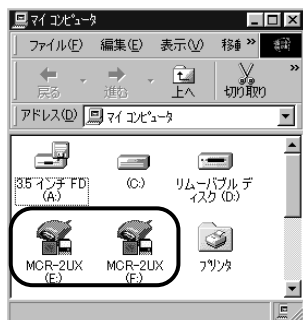 マイ コンピュータ
ファイル(F) 編集(E) 表示(V) 移動 »
戻る 進む 上へ 切り取り »
アドレス(D) マイ コンピュータ
3.5 インチ FD (A:)
(C:)
リムーバブル ディスク (D:)
MCR-2UX (E:)
MCR-2UX (F:)
プリンタ